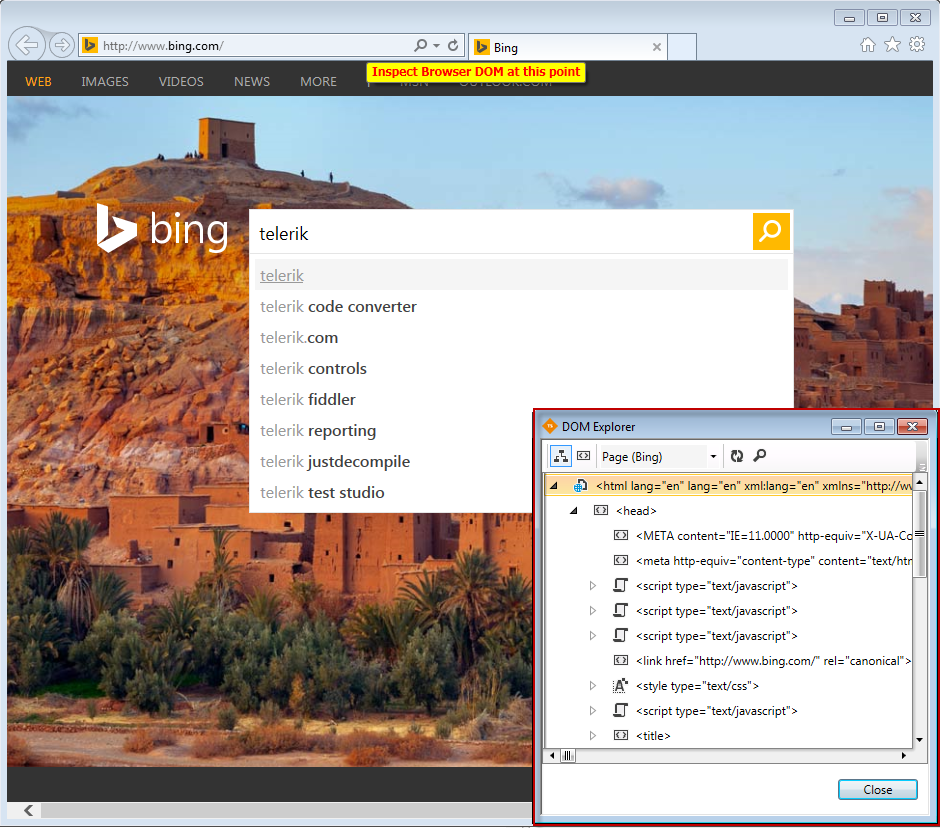 http://www.bing.com/
Bing
Inspect Browser DOM at this point
WEB IMAGES VIDEOS NEWS MORE MSN OUTLOOK.COM
bing
telerik
telerik
telerik code converter
telerik.com
telerik controls
telerik fiddler
telerik reporting
telerik justdecompile
telerik test studio
TS DOM Explorer
Page (Bing)
<html lang="en" lang="en" xml:lang="en" xmlns="http://ww
<head>
<META content="IE=11.0000" http-equiv="X-UA-Co
<meta http-equiv="content-type" content="text/htr
<script type="text/javascript">
<script type="text/javascript">
<script type="text/javascript">
<link href="http://www.bing.com/" rel="canonical">
<style type="text/css">
<script type="text/javascript">
<title>
Close